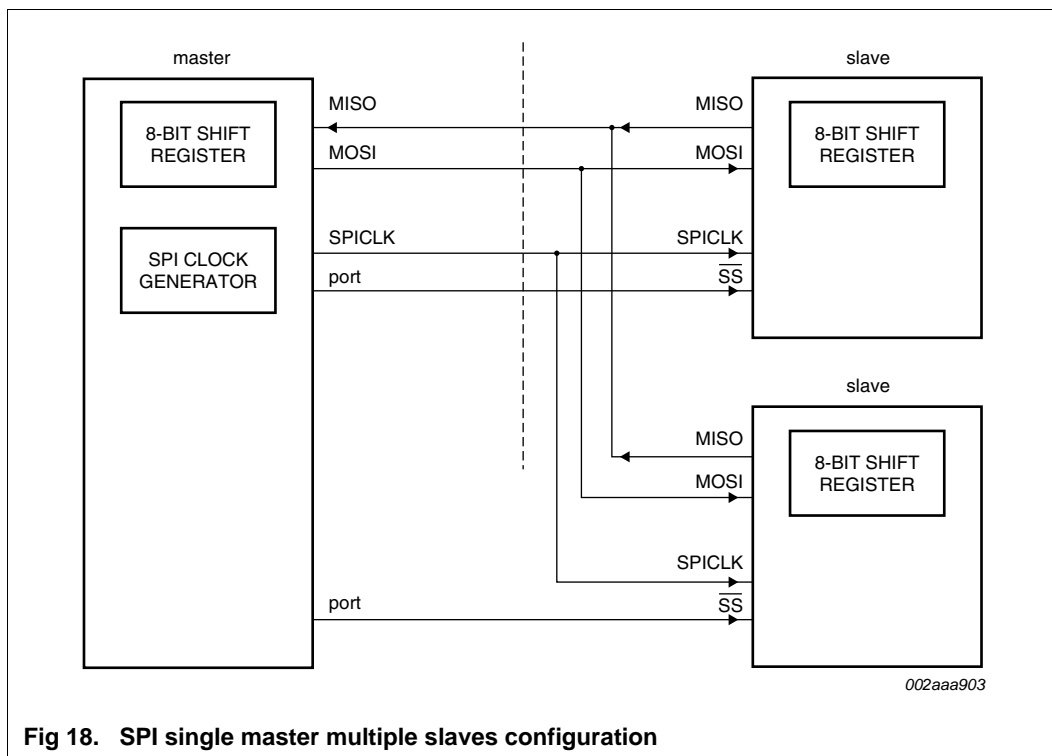 master
slave
MISO
MISO
8-BIT SHIFT
REGISTER
8-BIT SHIFT
REGISTER
MOSI
MOSI
SPICLK
SPICLK
SPI CLOCK
GENERATOR
port
SS
slave
MISO
8-BIT SHIFT
REGISTER
MOSI
SPICLK
port
SS
002aaa903
Fig 18. SPI single master multiple slaves configuration